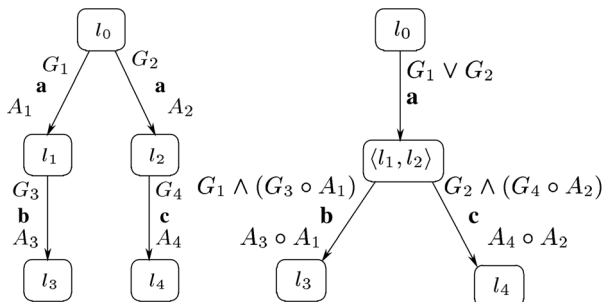 l₀
G₁ G₂
a a
A₁ A₂
l₁ l₂
G₃ G₄
b c
A₃ A₄
l₃ l₄
l₀
G₁ ∨ G₂
a
⟨l₁, l₂⟩
G₁ ∧ (G₃ ∘ A₁) G₂ ∧ (G₄ ∘ A₂)
b c
A₃ ∘ A₁ A₄ ∘ A₂
l₃ l₄